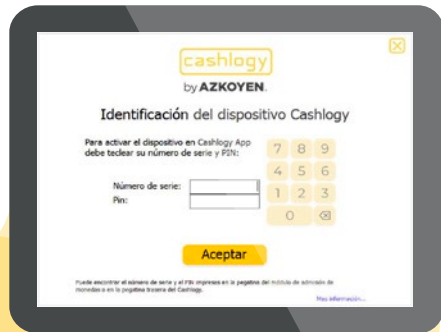 cashlogy
by AZKOYEN.
Identificación del dispositivo Cashlogy
Para activar el dispositivo en Cashlogy App
debe teclear su número de serie y PIN:
7 8 9
4 5 6
1 2 3
0
Número de serie:
Pin:
Aceptar
Puede encontrar el número de serie y el PIN impresos en la pegatina del módulo de admisión de
monedas o en la pegatina trasera del Cashlogy.
Más información...